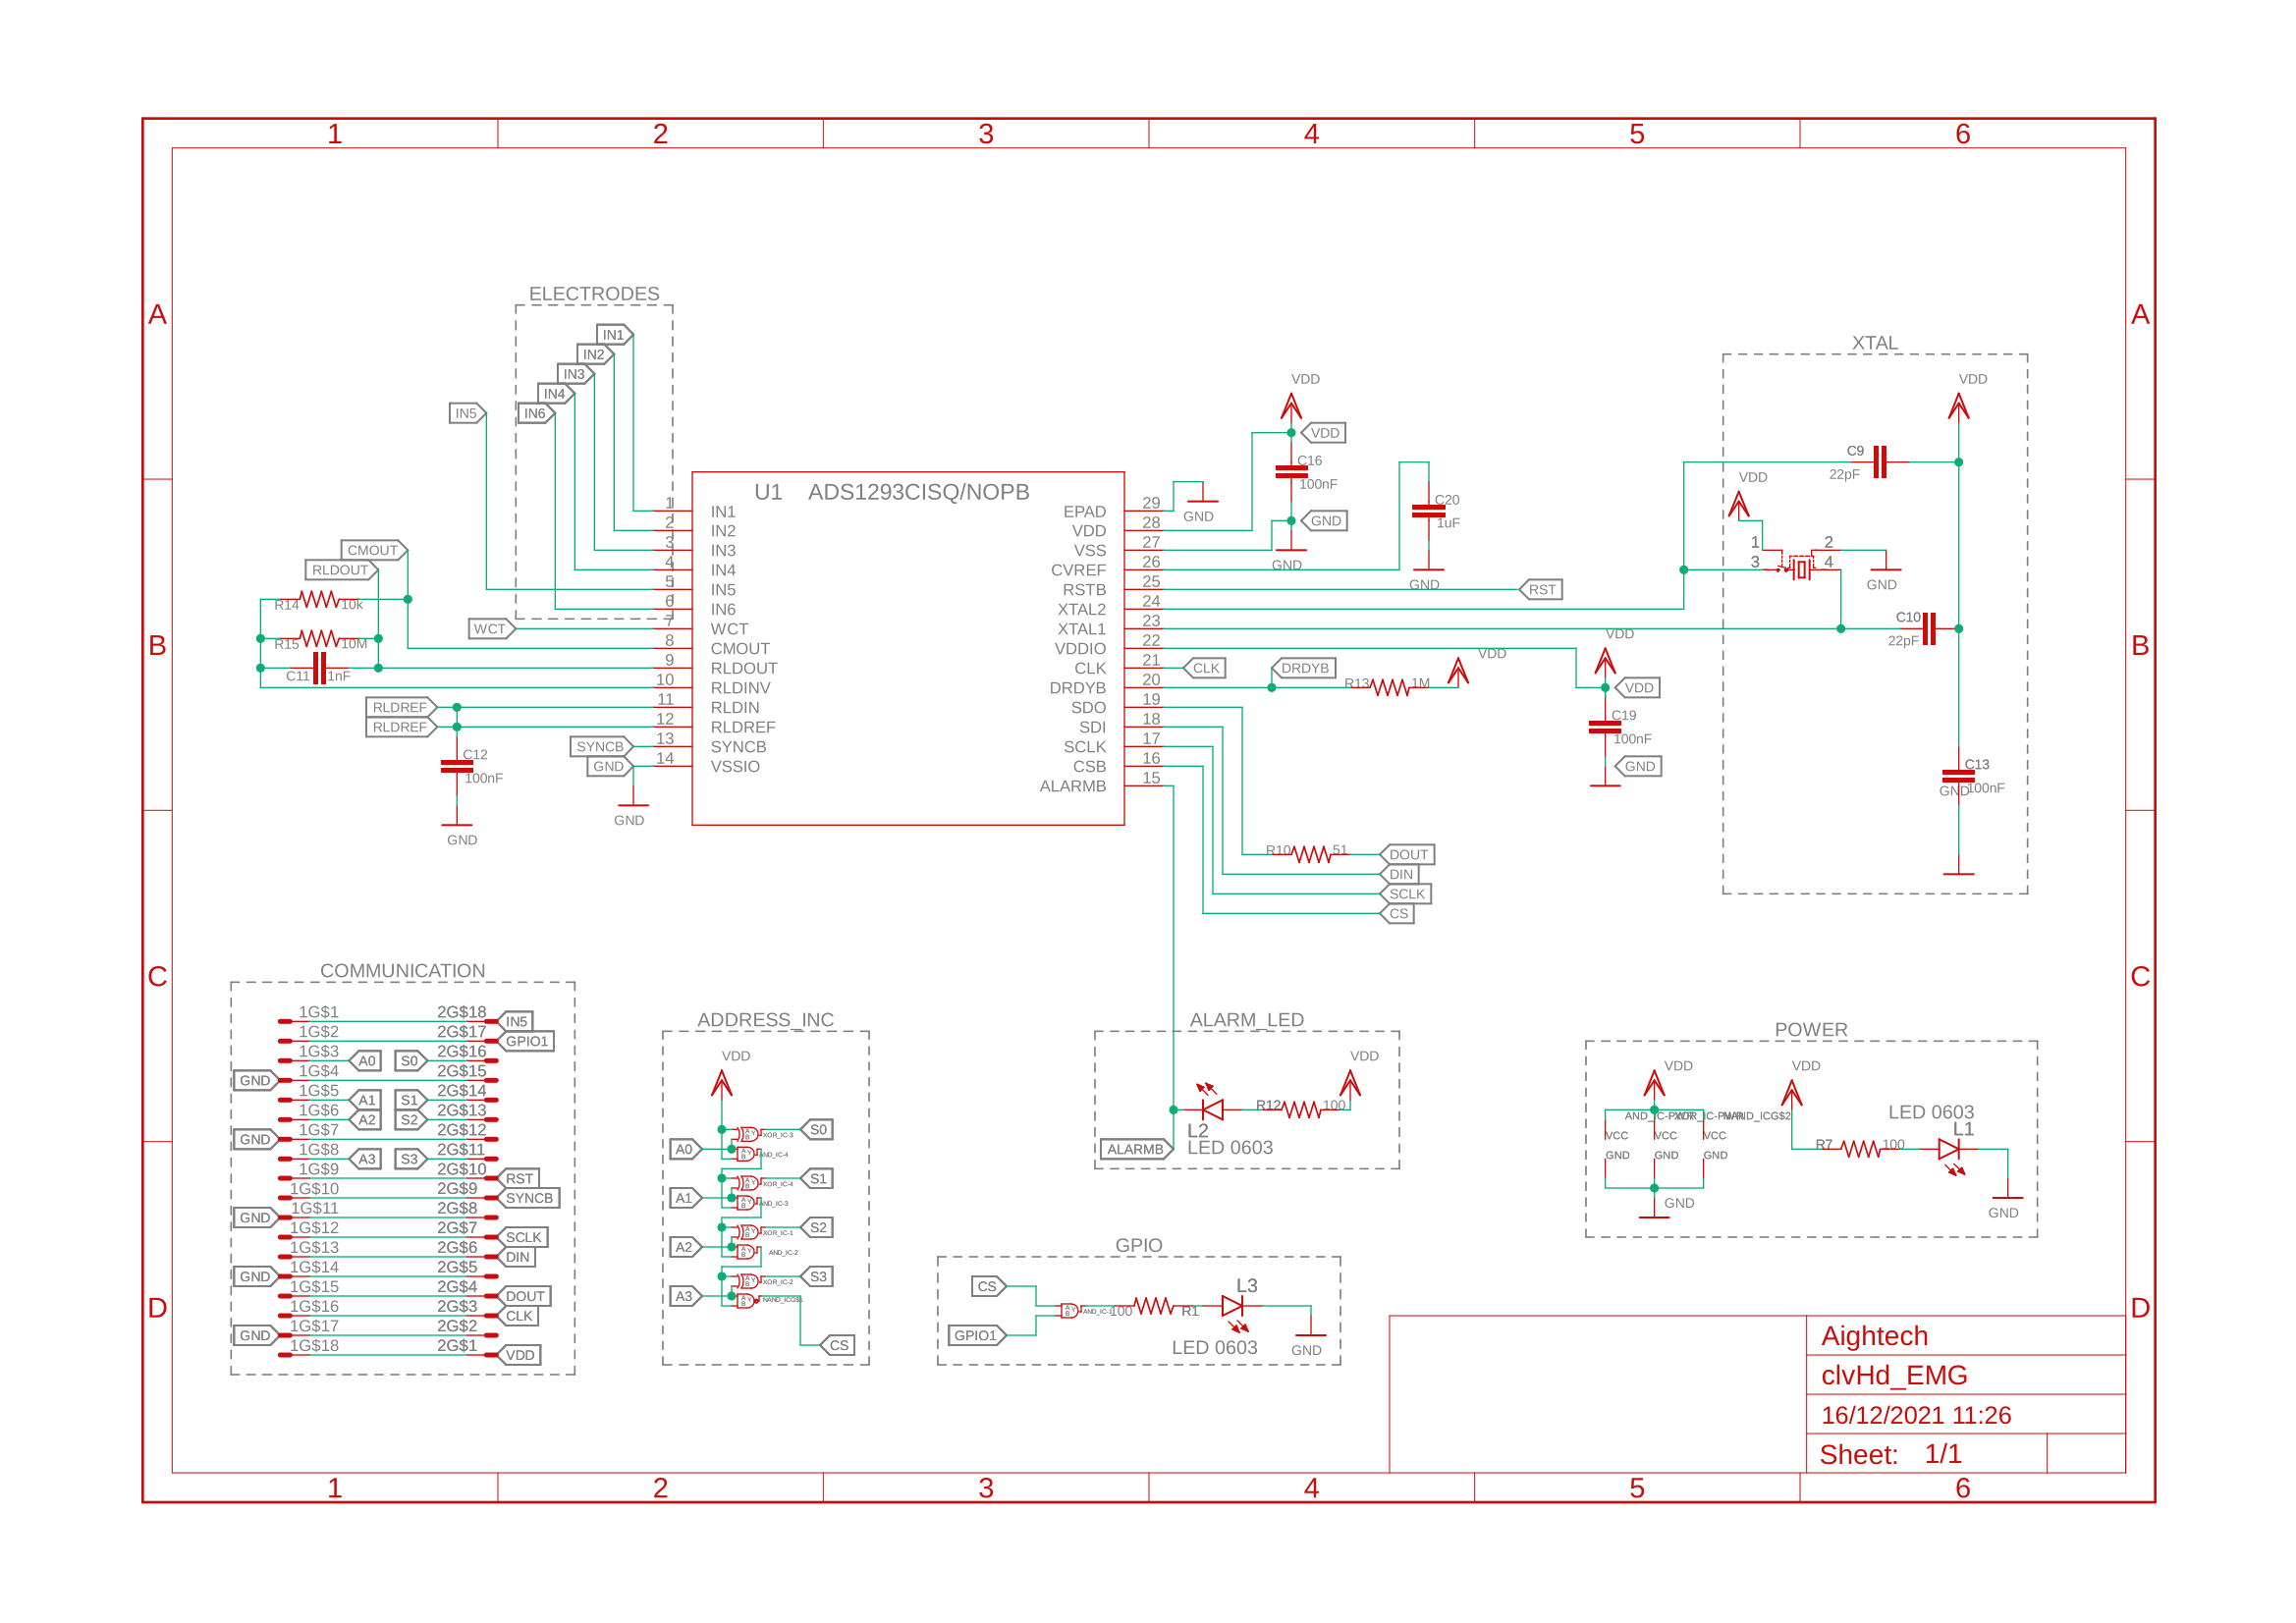 1 2 3 4 5 6
A A
B B
C C
D D
ELECTRODES
IN1
IN2
IN3
IN4
IN5 IN6
U1 ADS1293CISQ/NOPB
1 IN1
2 IN2
3 IN3
4 IN4
5 IN5
6 IN6
7 WCT
8 CMOUT
9 RLDOUT
10 RLDINV
11 RLDIN
12 RLDREF
13 SYNCB
14 VSSIO
EPAD 29
VDD 28
VSS 27
CVREF 26
RSTB 25
XTAL2 24
XTAL1 23
VDDIO 22
CLK 21
DRDYB 20
SDO 19
SDI 18
SCLK 17
CSB 16
ALARMB 15
CMOUT
RLDOUT
R14 10k
R15 10M
C11 1nF
WCT
RLDREF
RLDREF
C12
100nF
GND
SYNCB
GND
GND
GND
VDD
VDD
C16
100nF
GND
GND
C20
1uF
GND
RST
CLK
DRDYB
R13 1M
VDD
VDD
VDD
C19
100nF
GND
R10 51
DOUT
DIN
SCLK
CS
XTAL
VDD
C9
22pF
VDD
1 2
3 4
GND
C10
22pF
C13
GND
100nF
COMMUNICATION
1G$1 2G$18 IN5
1G$2 2G$17 GPIO1
1G$3 A0 S0 2G$16
GND 1G$4 2G$15
1G$5 A1 S1 2G$14
1G$6 A2 S2 2G$13
GND 1G$7 2G$12
1G$8 A3 S3 2G$11
1G$9 2G$10 RST
1G$10 2G$9 SYNCB
GND 1G$11 2G$8
1G$12 2G$7 SCLK
1G$13 2G$6 DIN
GND 1G$14 2G$5
1G$15 2G$4 DOUT
1G$16 2G$3 CLK
GND 1G$17 2G$2
1G$18 2G$1 VDD
ADDRESS_INC
VDD
XOR_IC-3 S0
A0 AND_IC-4
XOR_IC-4 S1
A1 AND_IC-3
XOR_IC-1 S2
A2 AND_IC-2
XOR_IC-2 S3
A3 NAND_ICG$1
CS
ALARM_LED
VDD
R12 100
L2
ALARMB LED 0603
GPIO
CS
GPIO1
AND_IC-1
100 R1
L3
LED 0603
GND
POWER
VDD VDD
VCC VCC VCC
GND GND GND
GND
R7 100
LED 0603
L1
GND
Aightech
clvHd_EMG
16/12/2021 11:26
Sheet: 1/1
1 2 3 4 5 6